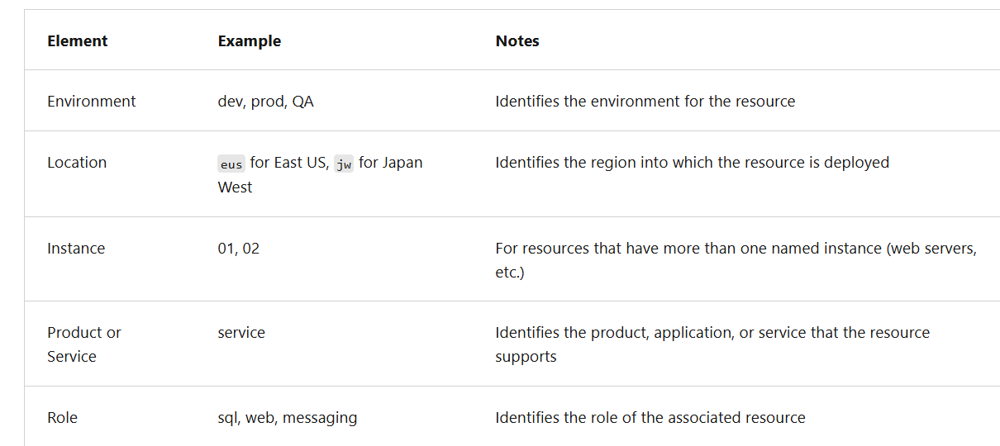 Element Example Notes
Environment dev, prod, QA Identifies the environment for the resource
Location eus for East US, jw for Japan Identifies the region into which the resource is deployed
West
Instance 01, 02 For resources that have more than one named instance (web servers,
etc.)
Product or service Identifies the product, application, or service that the resource
Service supports
Role sql, web, messaging Identifies the role of the associated resource